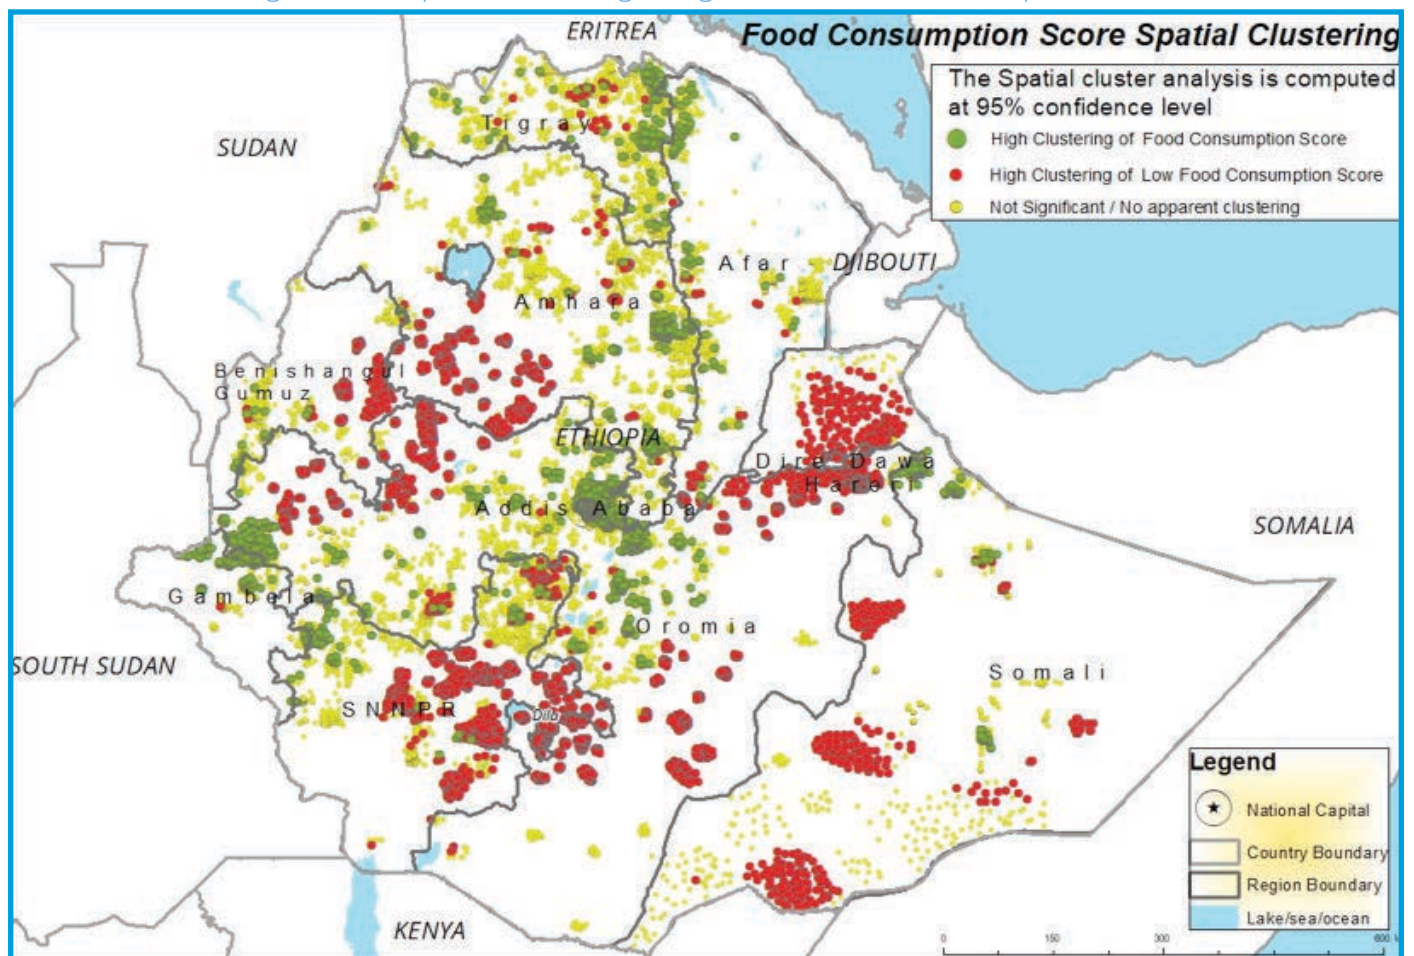 Food Consumption Score Spatial Clustering
The Spatial cluster analysis is computed
at 95% confidence level
High Clustering of Food Consumption Score
High Clustering of Low Food Consumption Score
Not Significant / No apparent clustering
ERITREA
SUDAN
Tigray
Afar
DJIBOUTI
Amhara
Benishangul
Gumuz
ETHIOPIA
Dire Dawa
Hareri
Addis Ababa
SOMALIA
Gambela
Oromia
SOUTH SUDAN
Somali
SNNPR
Dila
Legend
National Capital
Country Boundary
Region Boundary
Lake/sea/ocean
KENYA
0 150 300 600